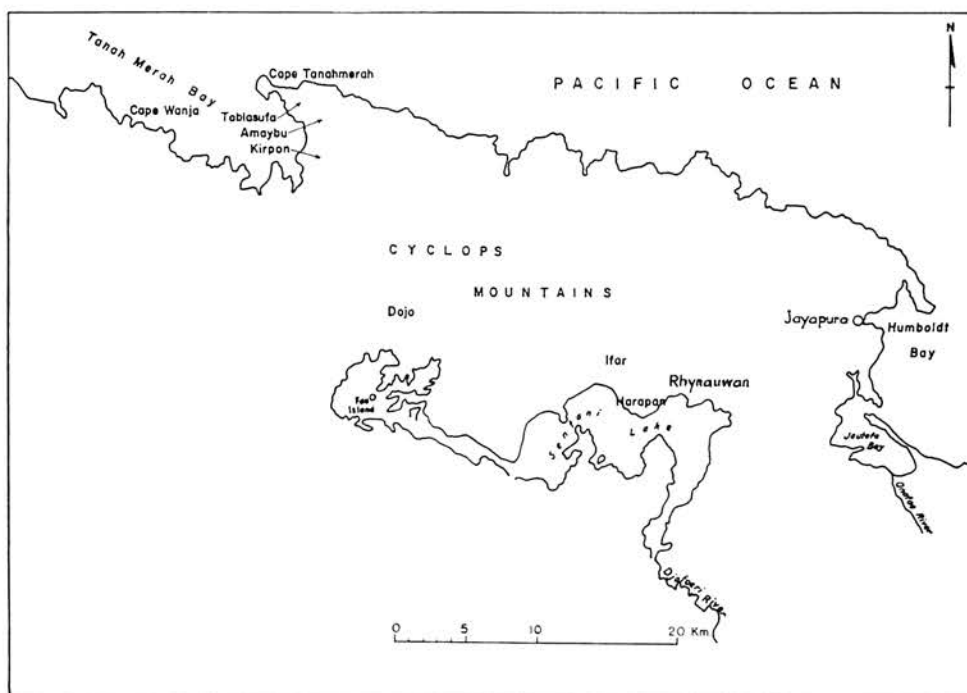 N
Tanah Merah Bay
Cape Tanahmerah
PACIFIC OCEAN
Cape Wanja
Tablasufa
Amaybu
Kirpon
CYCLOPS
MOUNTAINS
Dojo
Jayapura
Humboldt
Bay
Ifar
Rhynauwan
Harapan
Island
Sentani
Lake
Bay
River
River
0 5 10 20 Km